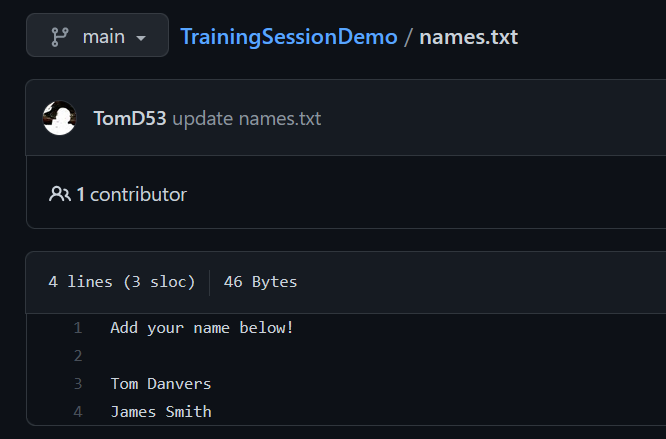 main TrainingSessionDemo / names.txt
TomD53 update names.txt
1 contributor
4 lines (3 sloc) 46 Bytes
1 Add your name below!
2
3 Tom Danvers
4 James Smith